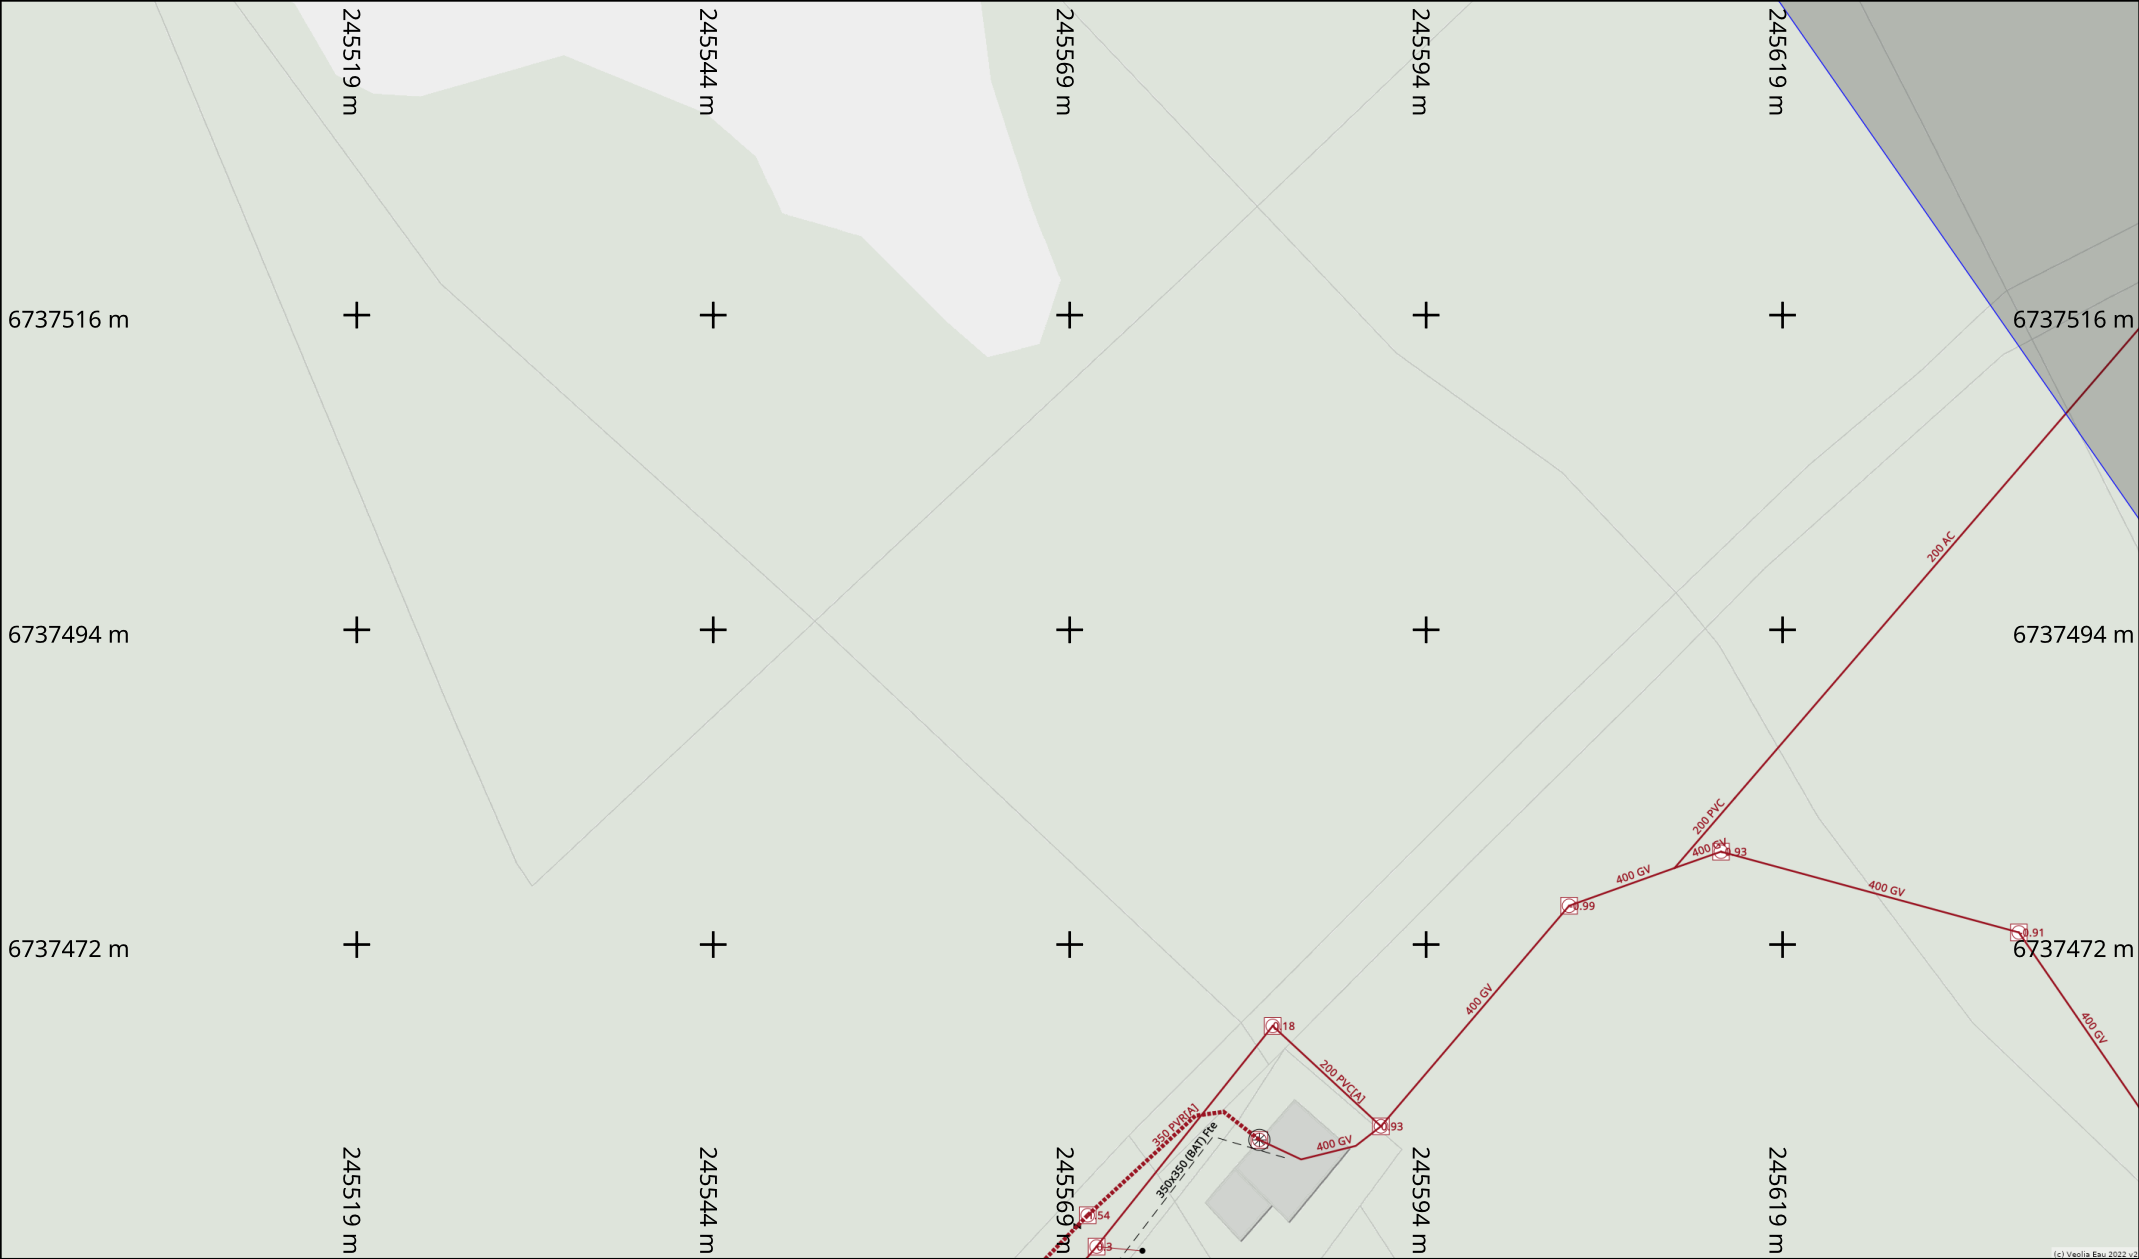 245519 m
245544 m
245569 m
245594 m
245619 m
6737516 m
6737516 m
200 AC
6737494 m
6737494 m
200 PVC
400 GV
0.93
400 GV
400 GV
0.99
0.91
6737472 m
6737472 m
400 GV
0.18
400 GV
200 PVC[A]
350 PVR[A]
0.93
400 GV
350x350 (BAT) Fte
245519 m
245544 m
245569 m
245594 m
245619 m
0.3
(c) Veolia Eau 2022 v2